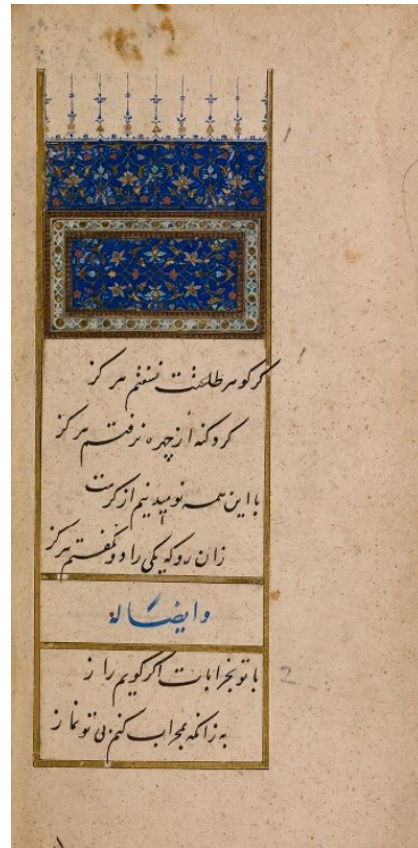 گر گوهر طاعتت نسفتم هرگز
گرد گنه از چهره نرفتم هرگز
با این همه نومید نیم از کرمت
زان رو که یکی را دو نگفتم هرگز
وایضا له
با تو بخرابات اگر گویم راز
به زانکه بمحراب کنم بی تو نماز
2